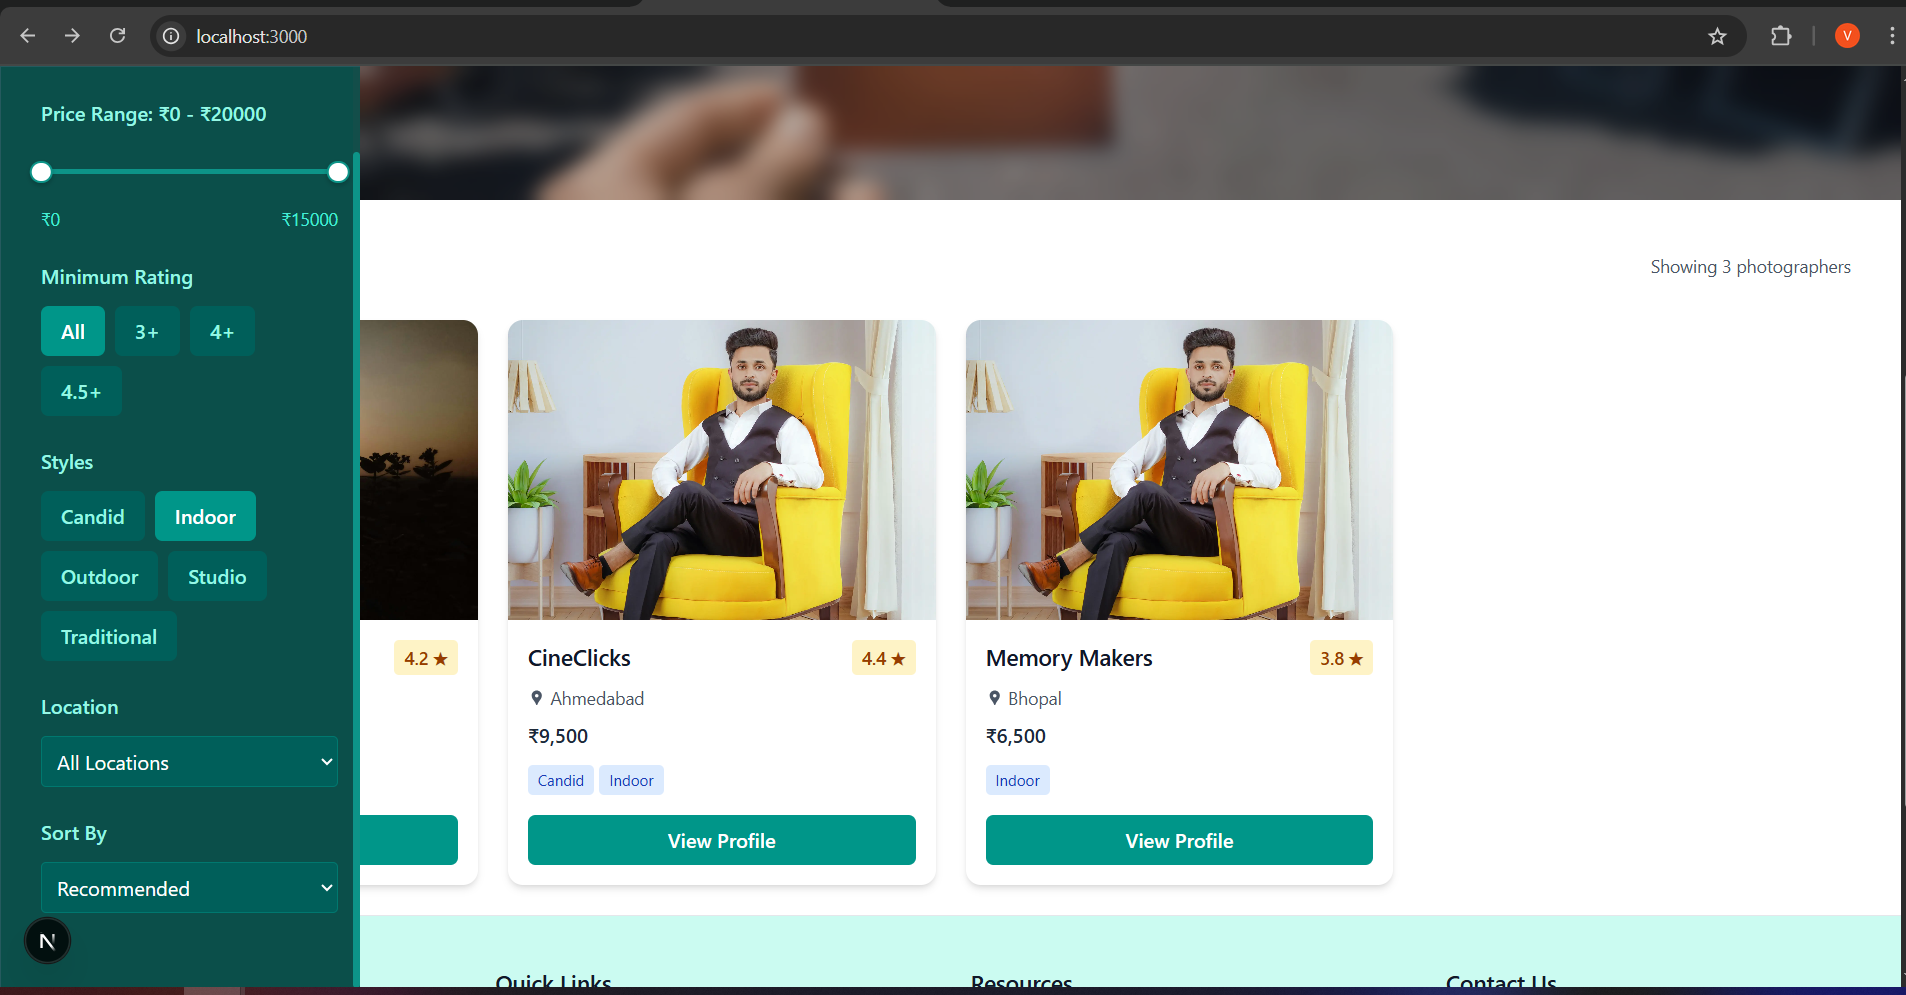 localhost:3000
V
Price Range: ₹0 - ₹20000
₹0 ₹15000
Minimum Rating
All 3+ 4+
4.5+
Styles
Candid Indoor
Outdoor Studio
Traditional
Location
All Locations
Sort By
Recommended
N
Showing 3 photographers
4.2 ★
CineClicks 4.4 ★
Ahmedabad
₹9,500
Candid Indoor
View Profile
Memory Makers 3.8 ★
Bhopal
₹6,500
Indoor
View Profile
Quick Links Resources Contact Us